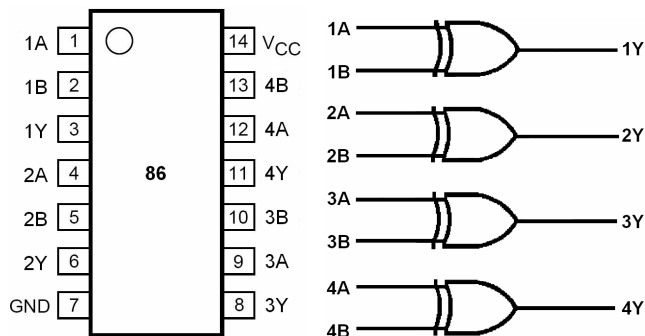 1A 1 14 VCC
1B 2 13 4B
1Y 3 12 4A
2A 4 86 11 4Y
2B 5 10 3B
2Y 6 9 3A
GND 7 8 3Y
1A
1B
1Y
2A
2B
2Y
3A
3B
3Y
4A
4B
4Y